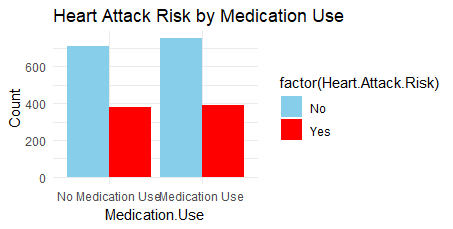 Heart Attack Risk by Medication Use
Count
600
400
200
0
No Medication Use
Medication Use
Medication.Use
factor(Heart.Attack.Risk)
No
Yes